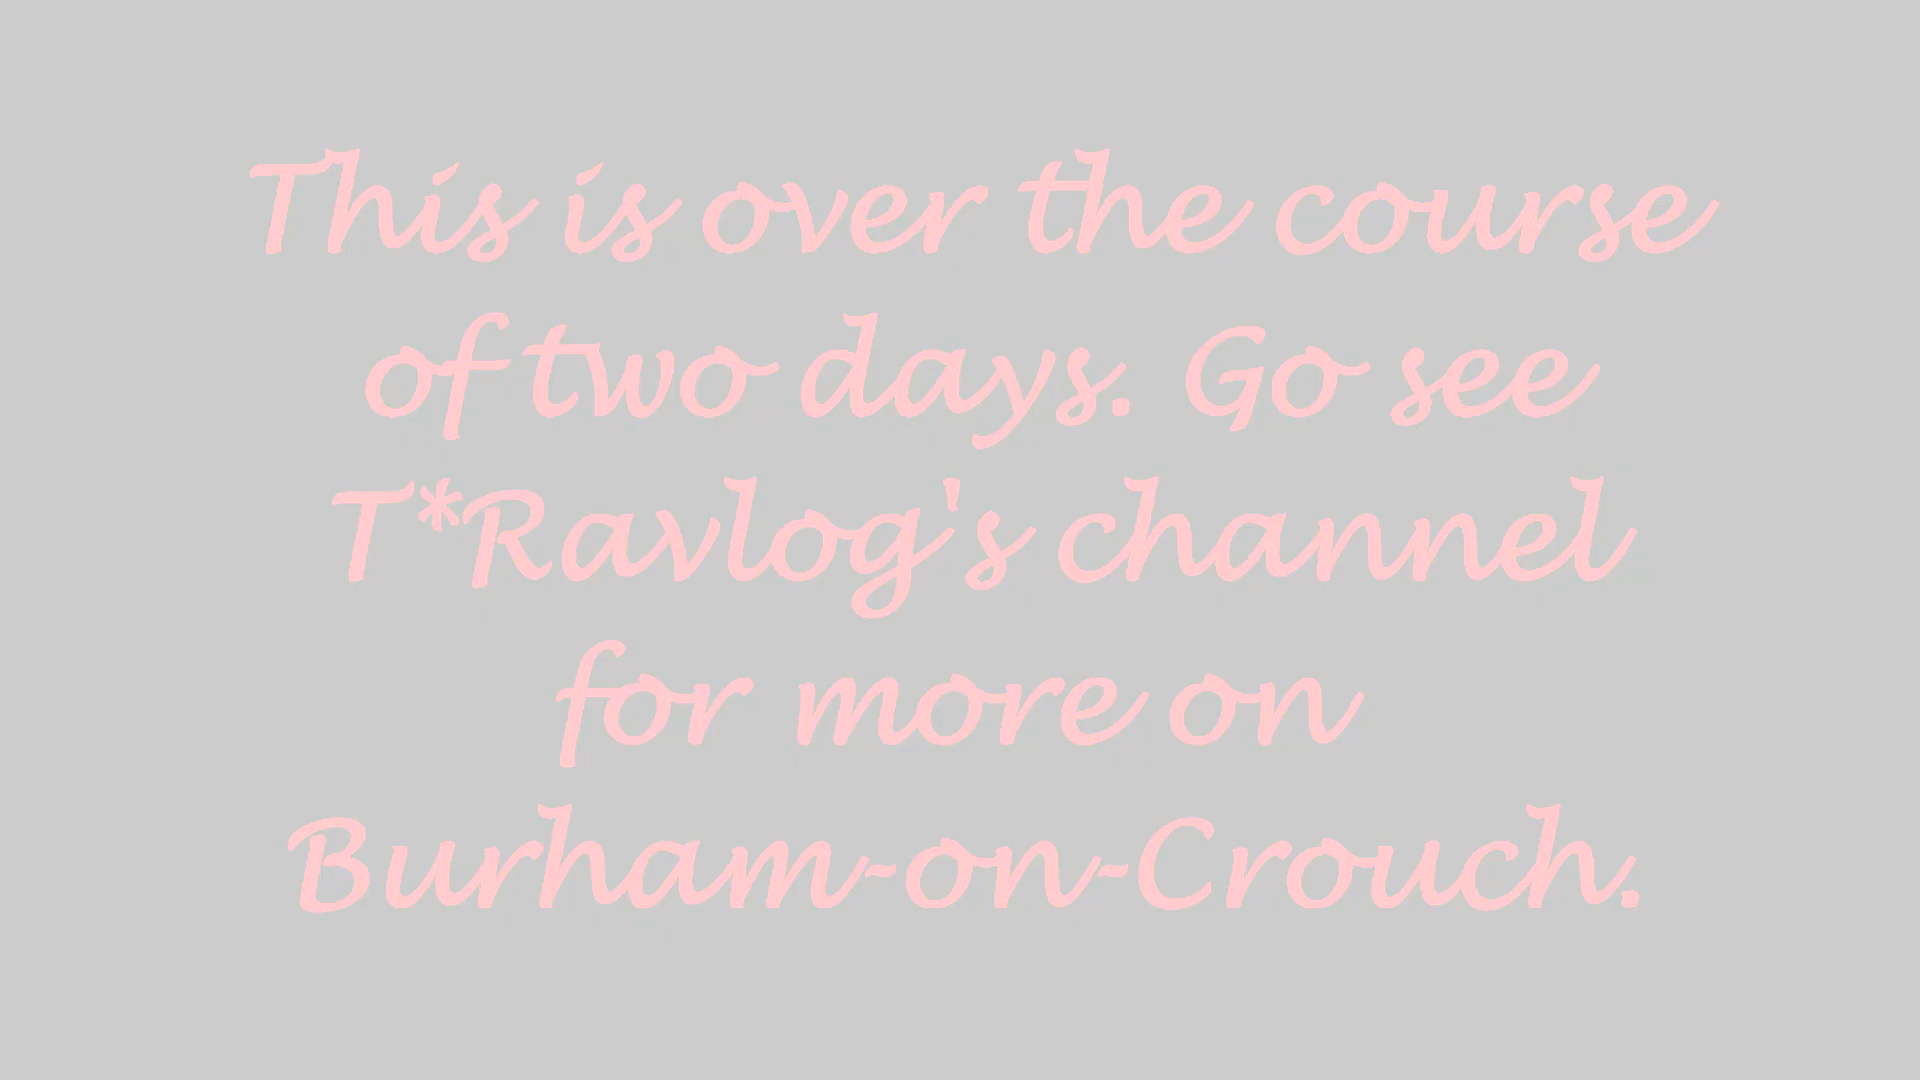 This is over the course
of two days. Go see
T*Ravlog's channel
for more on
Burham-on-Crouch.